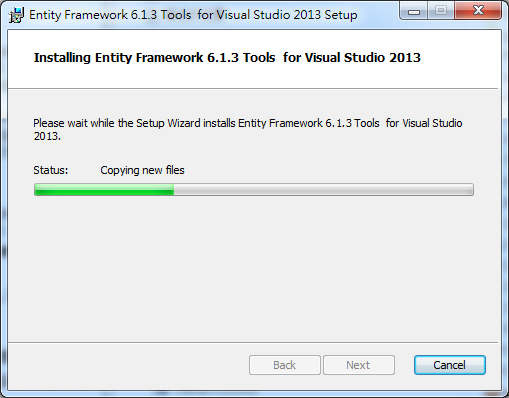 Entity Framework 6.1.3 Tools  for Visual Studio 2013 Setup
Installing Entity Framework 6.1.3 Tools  for Visual Studio 2013
Please wait while the Setup Wizard installs Entity Framework 6.1.3 Tools  for Visual Studio
2013.
Status: Copying new files
Back Next Cancel